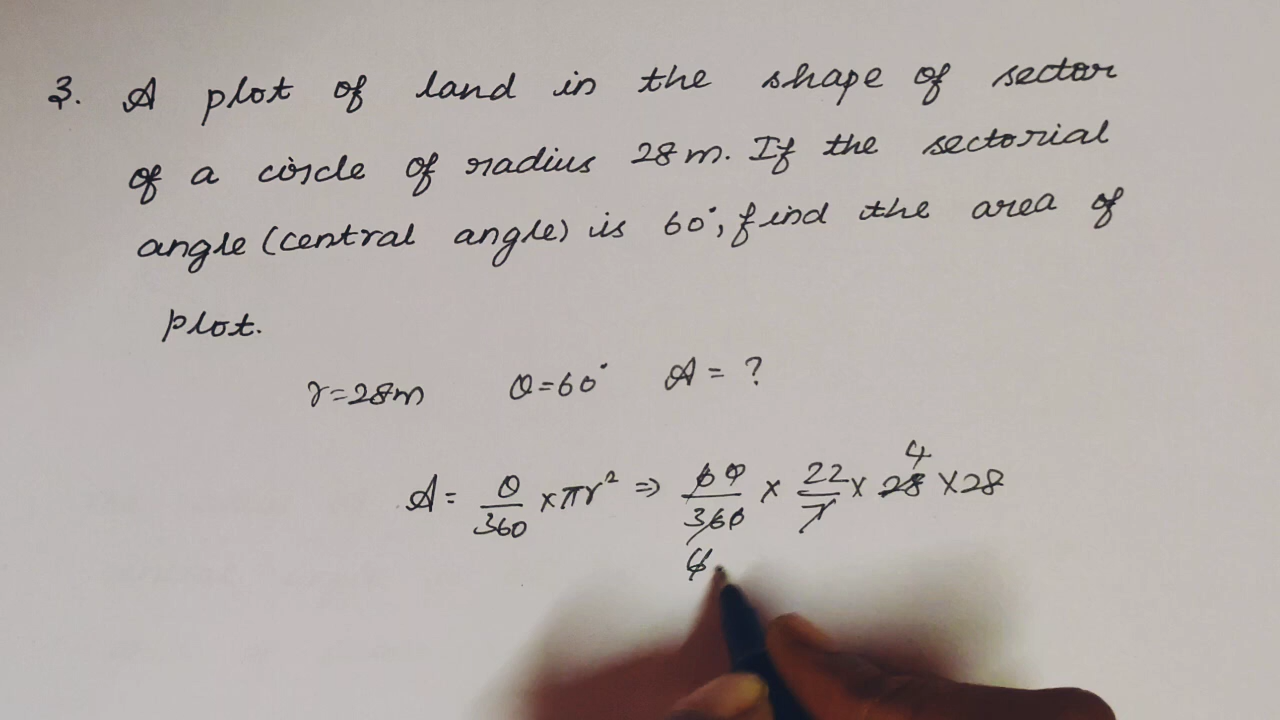 3. A plot of land in the shape of sector
of a circle of radius 28m. If the sectorial
angle (central angle) is 60°, find the area of
plot.
r=28m θ=60° A = ?
A = θ/360 × πr² ⇒ 60/360 × 22/7 × 28 × 28
4
6